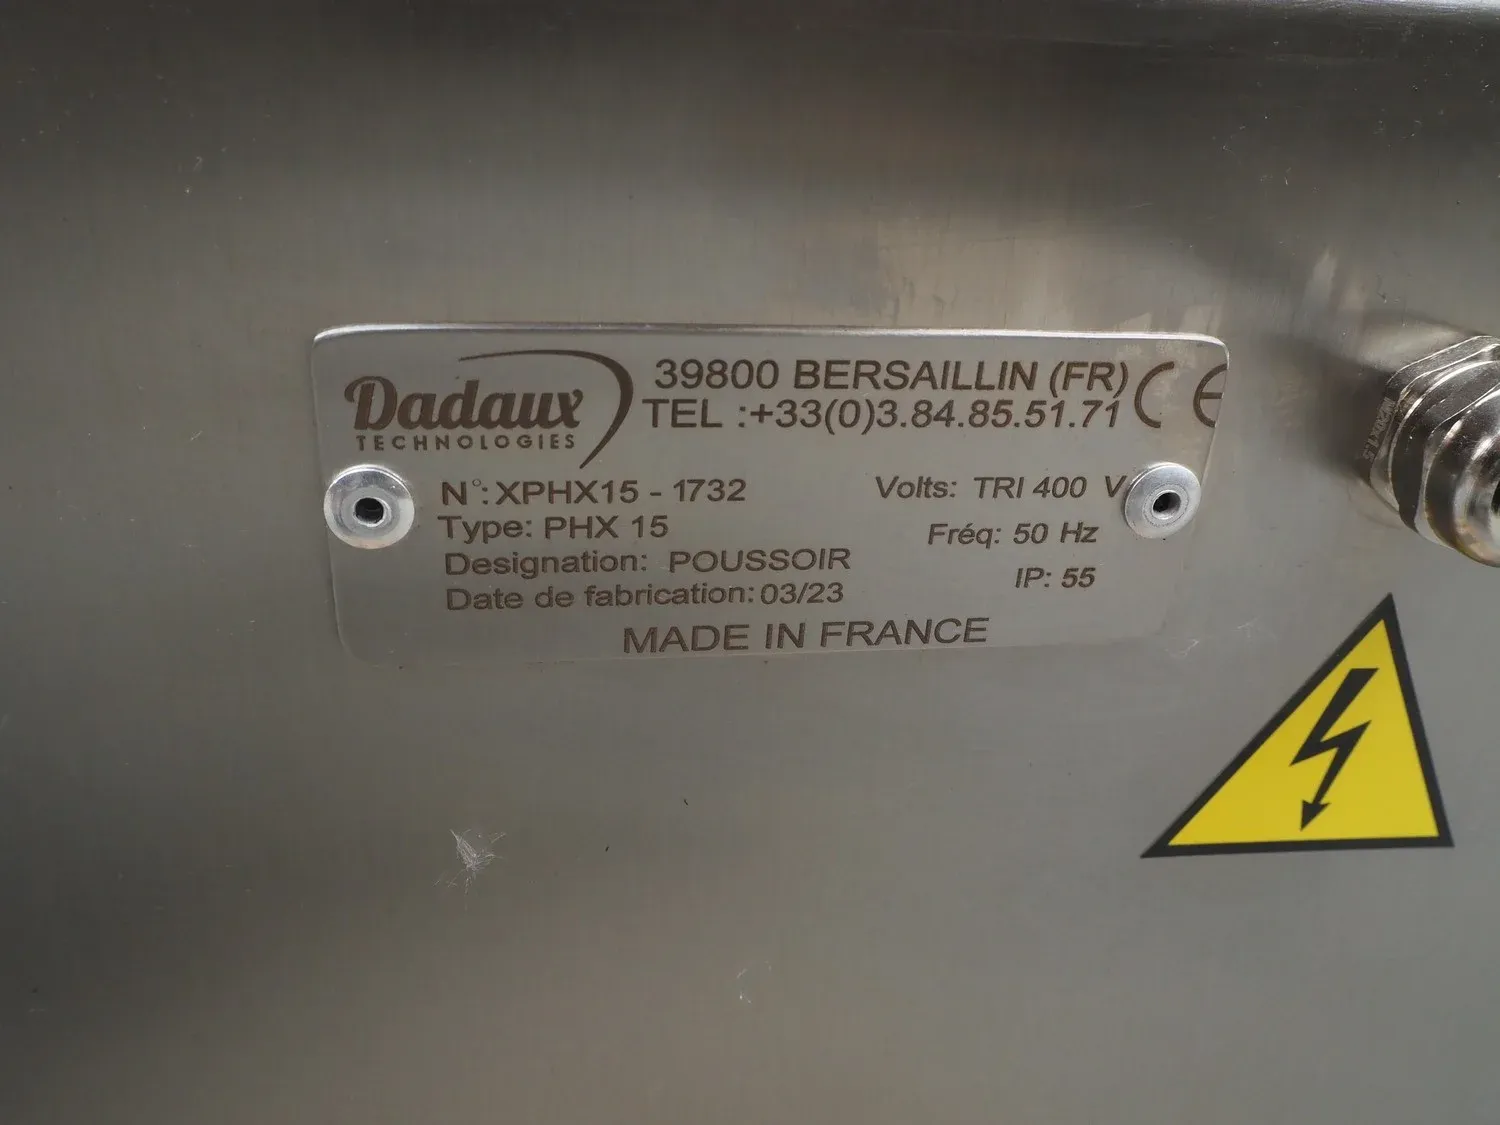 Dadaux
TECHNOLOGIES
39800 BERSAILLIN (FR)
TEL :+33(0)3.84.85.51.71
CE
N°: XPHX15 - 1732
Type: PHX 15
Designation: POUSSOIR
Date de fabrication: 03/23
Volts: TRI 400 V
Fréq: 50 Hz
IP: 55
MADE IN FRANCE